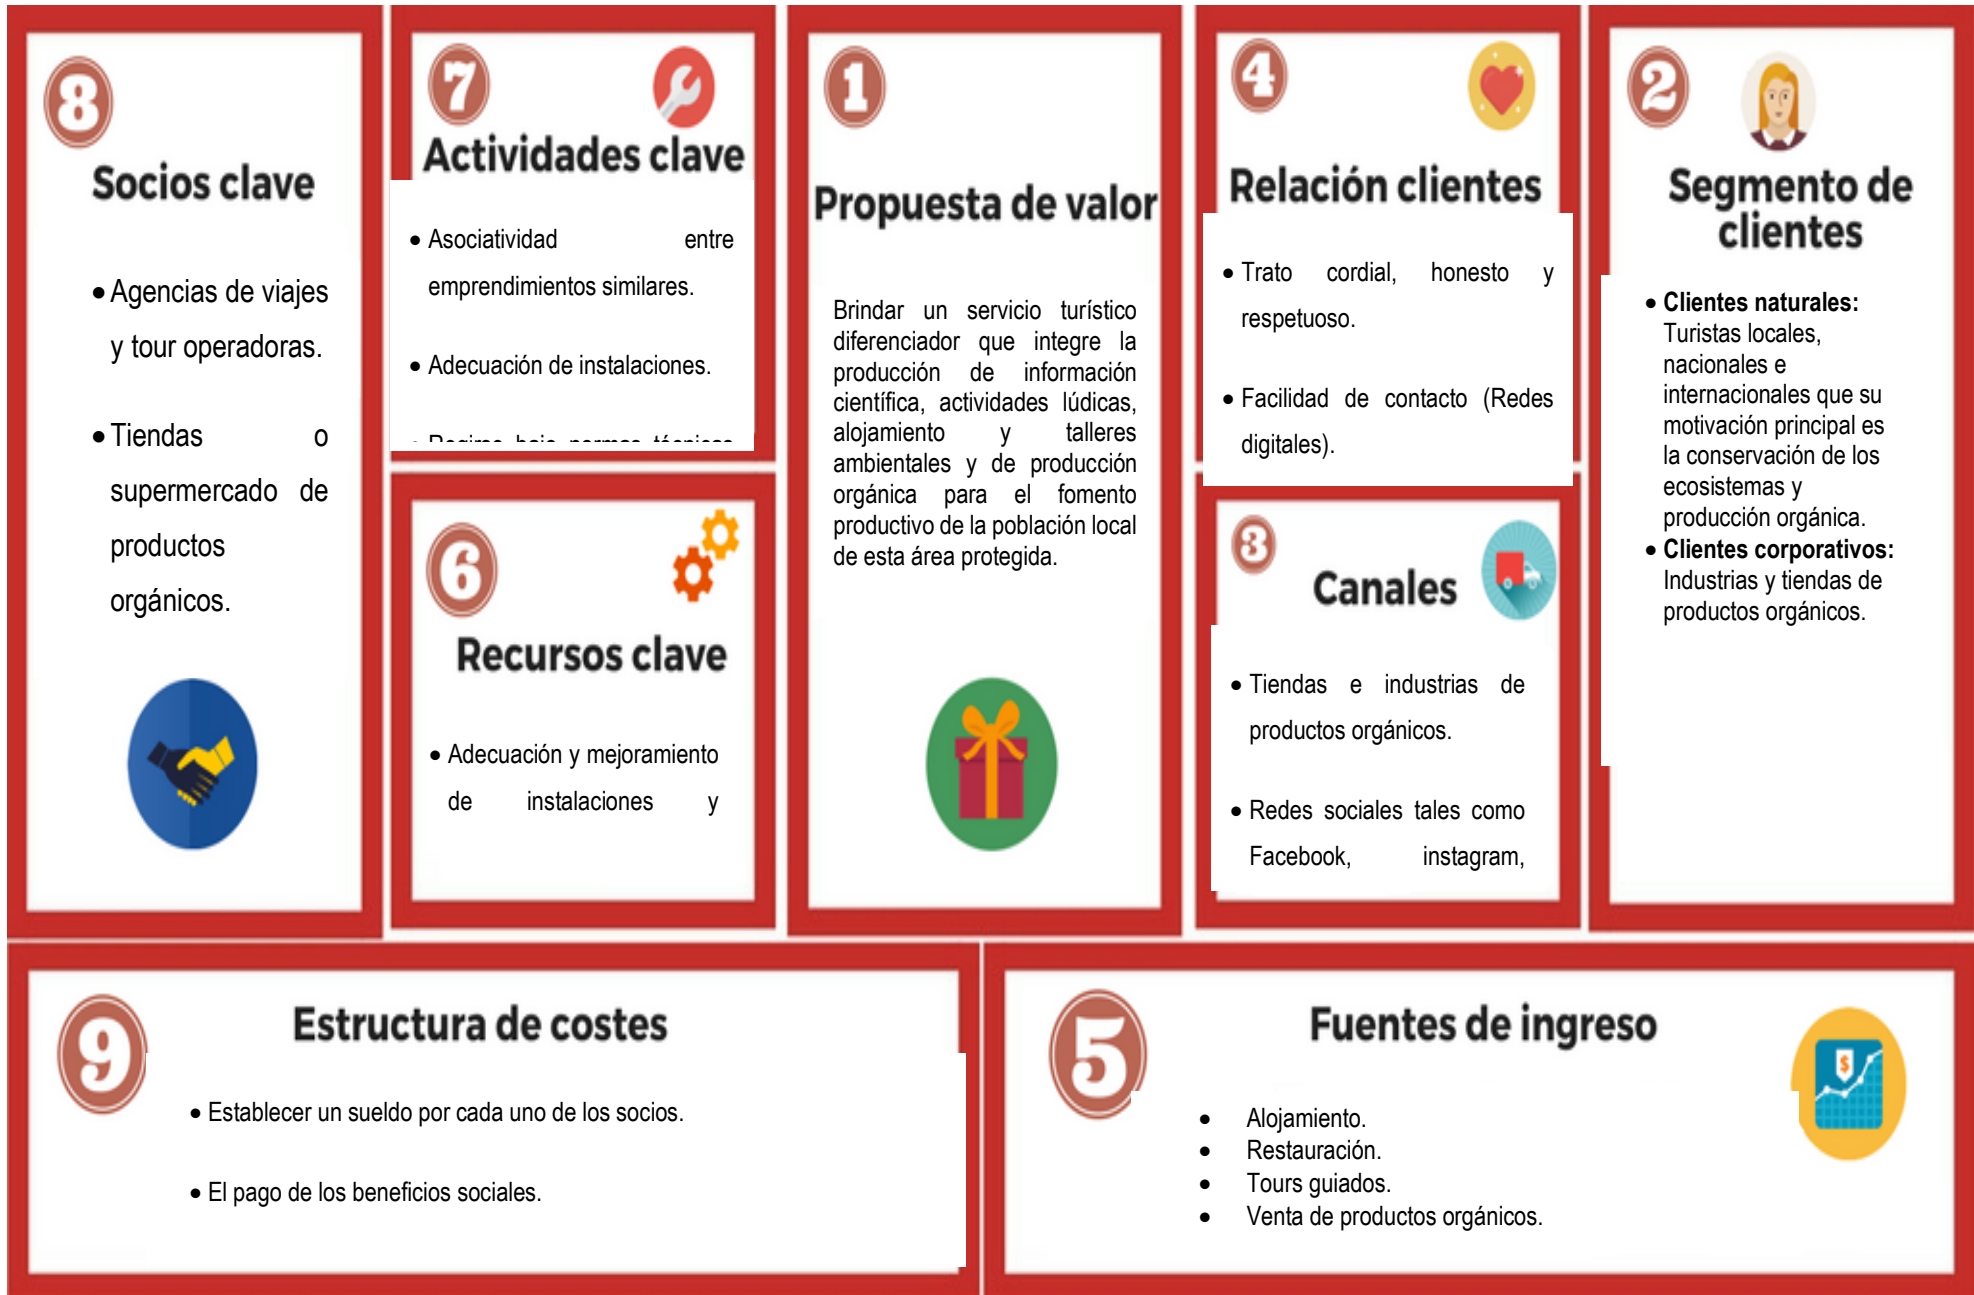 8
Socios clave
• Agencias de viajes
y tour operadoras.
• Tiendas o
supermercado de
productos
orgánicos.
7
Actividades clave
• Asociatividad entre
emprendimientos similares.
• Adecuación de instalaciones.
6
Recursos clave
• Adecuación y mejoramiento
de instalaciones y
1
Propuesta de valor
Brindar un servicio turístico
diferenciador que integre la
producción de información
científica, actividades lúdicas,
alojamiento y talleres
ambientales y de producción
orgánica para el fomento
productivo de la población local
de esta área protegida.
4
Relación clientes
• Trato cordial, honesto y
respetuoso.
• Facilidad de contacto (Redes
digitales).
3
Canales
• Tiendas e industrias de
productos orgánicos.
• Redes sociales tales como
Facebook, instagram,
2
Segmento de
clientes
• Clientes naturales:
Turistas locales,
nacionales e
internacionales que su
motivación principal es
la conservación de los
ecosistemas y
producción orgánica.
• Clientes corporativos:
Industrias y tiendas de
productos orgánicos.
9
Estructura de costes
• Establecer un sueldo por cada uno de los socios.
• El pago de los beneficios sociales.
5
Fuentes de ingreso
$
• Alojamiento.
• Restauración.
• Tours guiados.
• Venta de productos orgánicos.